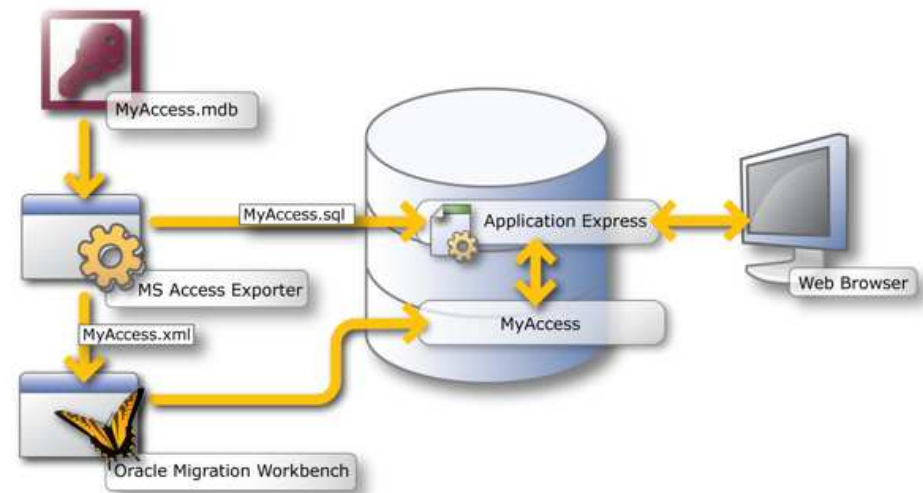 MyAccess.mdb
MyAccess.sql
Application Express
MS Access Exporter
Web Browser
MyAccess.xml
MyAccess
Oracle Migration Workbench